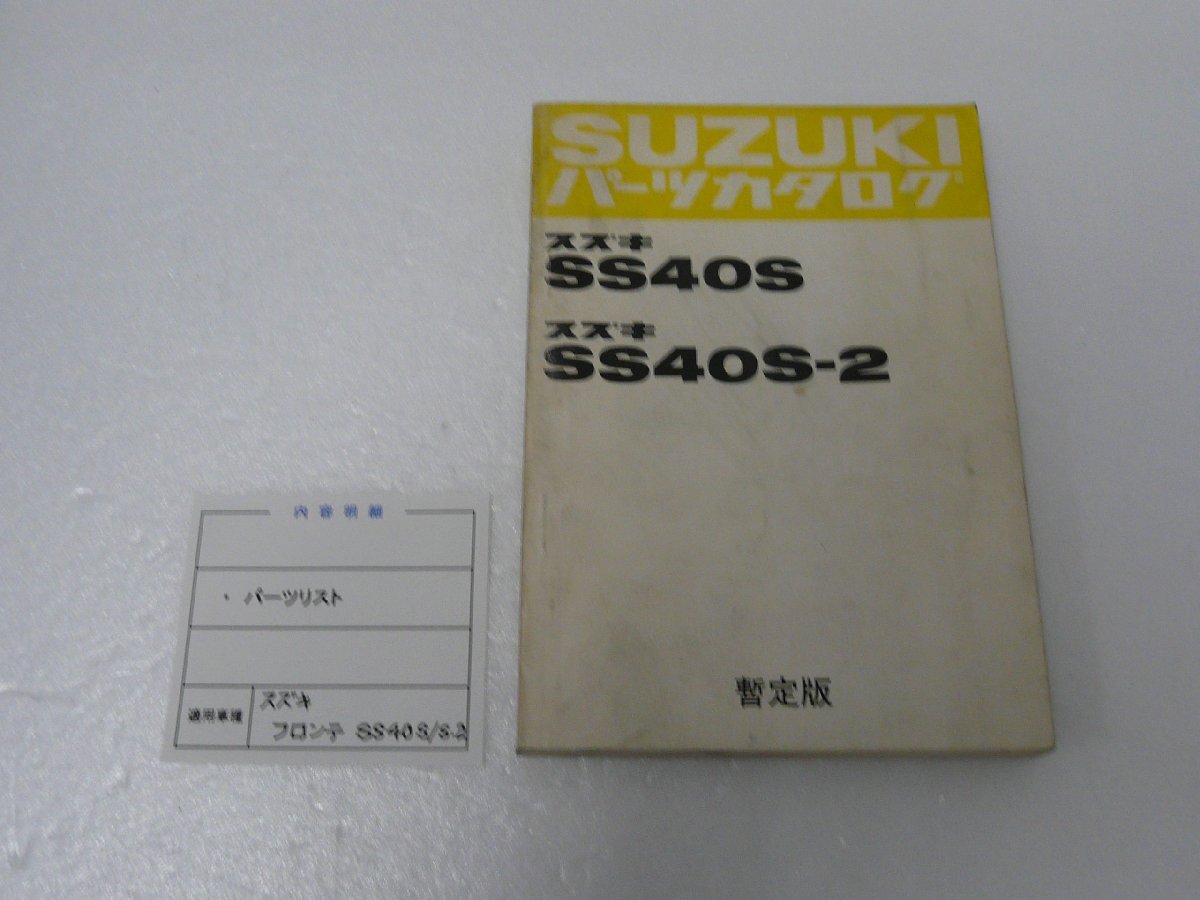 SUZUKI
パーツカタログ
スズキ
SS40S
スズキ
SS40S-2
暫定版
内容明細
・ パーツリスト
適用車種
スズキ
フロンテ SS40S/S-2